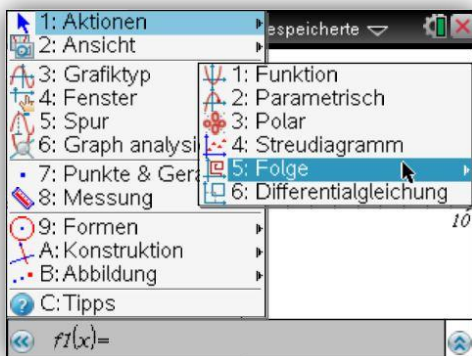 1: Aktionen
2: Ansicht
3: Grafiktyp
4: Fenster
5: Spur
6: Graph analysi
7: Punkte & Gera
8: Messung
9: Formen
A: Konstruktion
B: Abbildung
C: Tipps
espeicherte
1: Funktion
2: Parametrisch
3: Polar
4: Streudiagramm
5: Folge
6: Differentialgleichung
10
f1(x)=